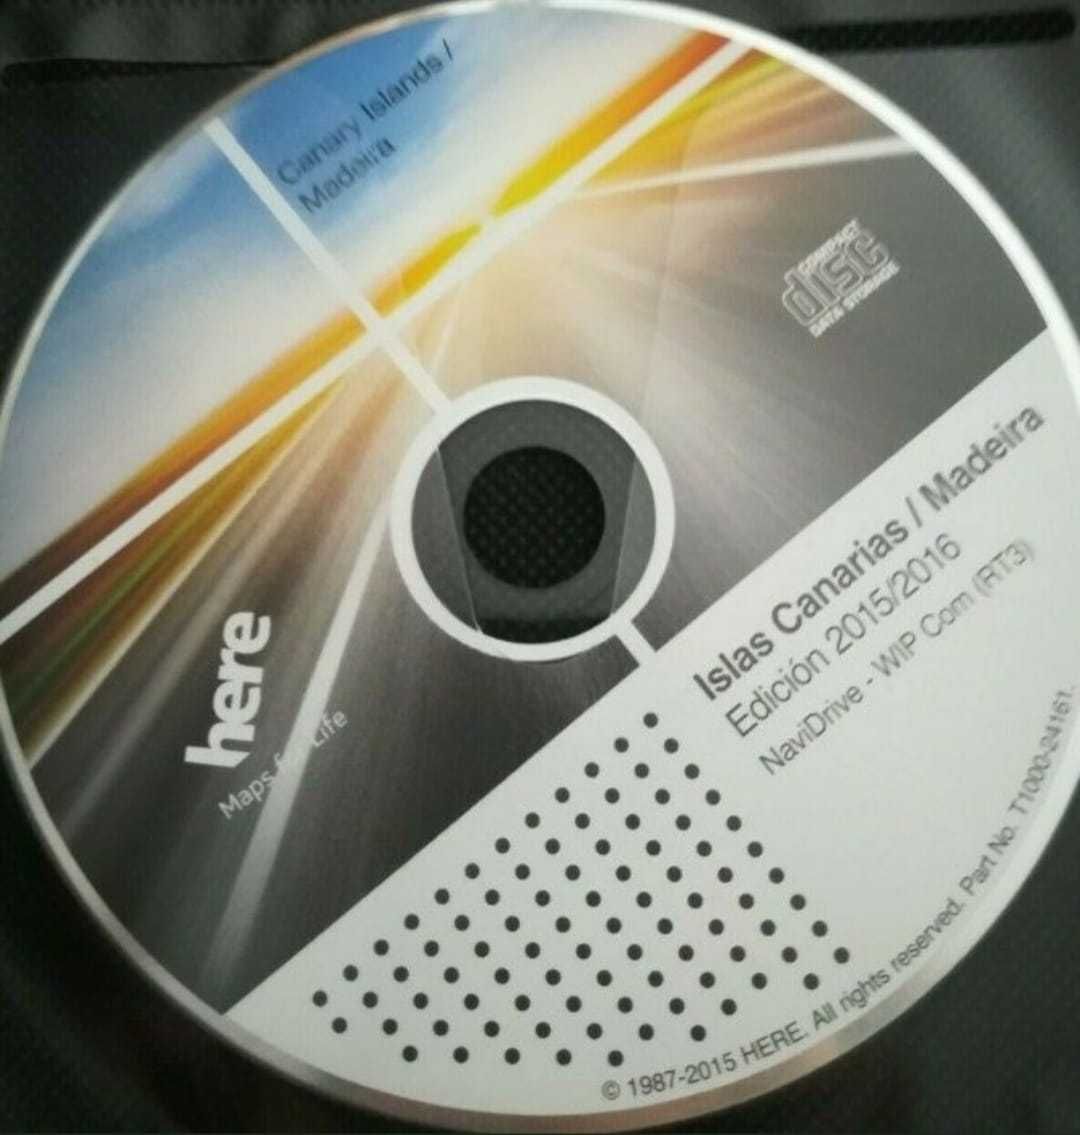 Canary Islands /
Madeira
COMPACT
disc
DATA STORAGE
here
Maps for Life
Islas Canarias / Madeira
Edición 2015/2016
NaviDrive - WIP Com (RT3)
© 1987-2015 HERE. All rights reserved. Part No. T1000-24161.